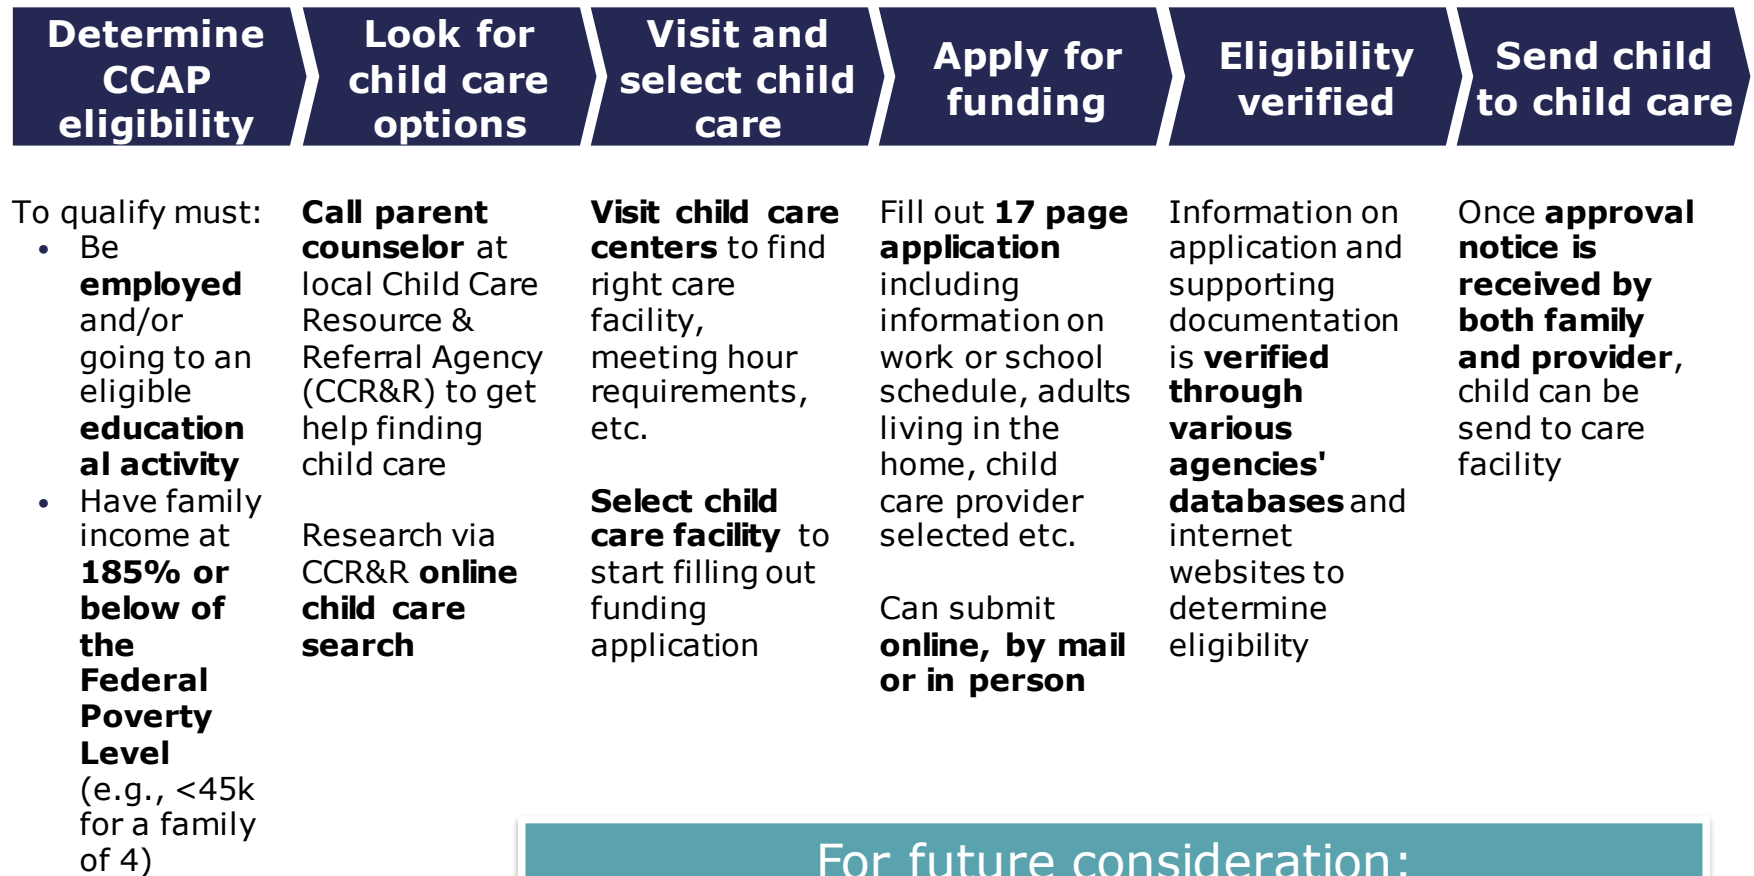 Determine
CCAP
eligibility
Look for
child care
options
Visit and
select child
care
Apply for
funding
Eligibility
verified
Send child
to child care
To qualify must:
• Be
employed
and/or
going to an
eligible
education
al activity
• Have family
income at
185% or
below of
the
Federal
Poverty
Level
(e.g., <45k
for a family
of 4)
Call parent
counselor at
local Child Care
Resource &
Referral Agency
(CCR&R) to get
help finding
child care
Research via
CCR&R online
child care
search
Visit child care
centers to find
right care
facility,
meeting hour
requirements,
etc.
Select child
care facility to
start filling out
funding
application
Fill out 17 page
application
including
information on
work or school
schedule, adults
living in the
home, child
care provider
selected etc.
Can submit
online, by mail
or in person
Information on
application and
supporting
documentation
is verified
through
various
agencies'
databases and
internet
websites to
determine
eligibility
Once approval
notice is
received by
both family
and provider,
child can be
send to care
facility
For future consideration: